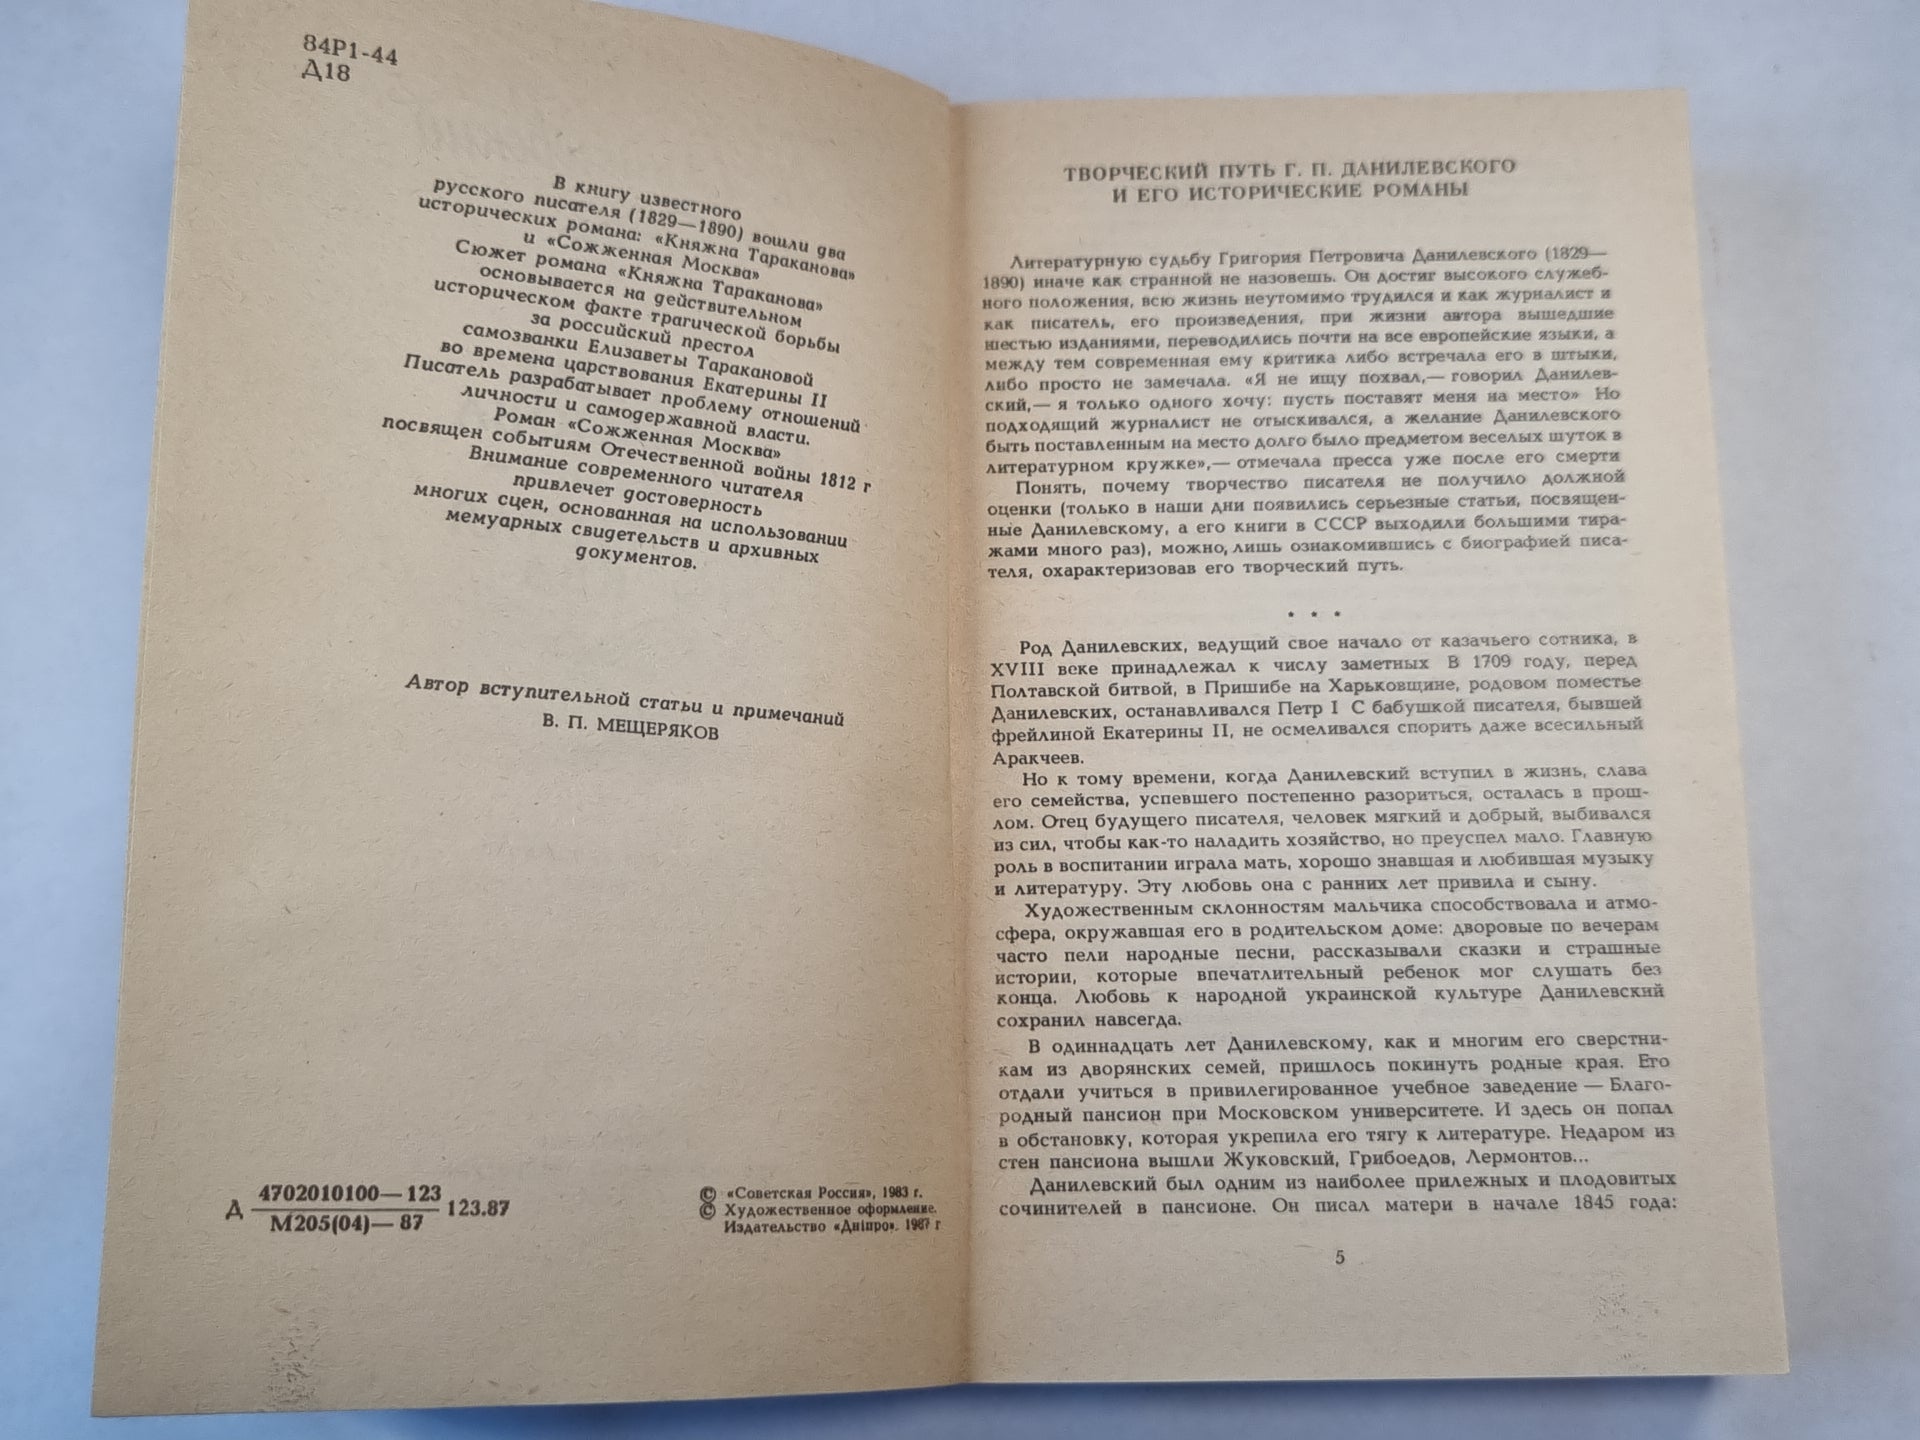 84Р1-44
Д18
В книгу известного
русского писателя (1829—1890) вошли два
исторических романа: «Княжна Тараканова»
и «Сожженная Москва»
Сюжет романа «Княжна Тараканова»
основывается на действительном
историческом факте трагической борьбы
за российский престол
самозванки Елизаветы Таракановой
во времена царствования Екатерины II
Писатель разрабатывает проблему отношений
личности и самодержавной власти.
Роман «Сожженная Москва»
посвящен событиям Отечественной войны 1812 г
Внимание современного читателя
привлечет достоверность
многих сцен, основанная на использовании
мемуарных свидетельств и архивных
документов.
Автор вступительной статьи и примечаний
В. П. МЕЩЕРЯКОВ
Д 4702010100—123
М205(04)—87 123.87
© «Советская Россия», 1983 г.
© Художественное оформление.
Издательство «Дніпро». 1987 г
ТВОРЧЕСКИЙ ПУТЬ Г. П. ДАНИЛЕВСКОГО
И ЕГО ИСТОРИЧЕСКИЕ РОМАНЫ
Литературную судьбу Григория Петровича Данилевского (1829—
1890) иначе как странной не назовешь. Он достиг высокого служеб-
ного положения, всю жизнь неутомимо трудился и как журналист и
как писатель, его произведения, при жизни автора вышедшие
шестью изданиями, переводились почти на все европейские языки, а
между тем современная ему критика либо встречала его в штыки,
либо просто не замечала. «Я не ищу похвал,— говорил Данилев-
ский,— я только одного хочу: пусть поставят меня на место» Но
подходящий журналист не отыскивался, а желание Данилевского
быть поставленным на место долго было предметом веселых шуток в
литературном кружке»,— отмечала пресса уже после его смерти
Понять, почему творчество писателя не получило должной
оценки (только в наши дни появились серьезные статьи, посвящен-
ные Данилевскому, а его книги в СССР выходили большими тира-
жами много раз), можно, лишь ознакомившись с биографией писа-
теля, охарактеризовав его творческий путь.
* * *
Род Данилевских, ведущий свое начало от казачьего сотника, в
XVIII веке принадлежал к числу заметных В 1709 году, перед
Полтавской битвой, в Пришибе на Харьковщине, родовом поместье
Данилевских, останавливался Петр I С бабушкой писателя, бывшей
фрейлиной Екатерины II, не осмеливался спорить даже всесильный
Аракчеев.
Но к тому времени, когда Данилевский вступил в жизнь, слава
его семейства, успевшего постепенно разориться, осталась в прош-
лом. Отец будущего писателя, человек мягкий и добрый, выбивался
из сил, чтобы как-то наладить хозяйство, но преуспел мало. Главную
роль в воспитании играла мать, хорошо знавшая и любившая музыку
и литературу. Эту любовь она с ранних лет привила и сыну.
Художественным склонностям мальчика способствовала и атмо-
сфера, окружавшая его в родительском доме: дворовые по вечерам
часто пели народные песни, рассказывали сказки и страшные
истории, которые впечатлительный ребенок мог слушать без
конца. Любовь к народной украинской культуре Данилевский
сохранил навсегда.
В одиннадцать лет Данилевскому, как и многим его сверстни-
кам из дворянских семей, пришлось покинуть родные края. Его
отдали учиться в привилегированное учебное заведение — Благо-
родный пансион при Московском университете. И здесь он попал
в обстановку, которая укрепила его тягу к литературе. Недаром из
стен пансиона вышли Жуковский, Грибоедов, Лермонтов...
Данилевский был одним из наиболее прилежных и плодовитых
сочинителей в пансионе. Он писал матери в начале 1845 года:
5